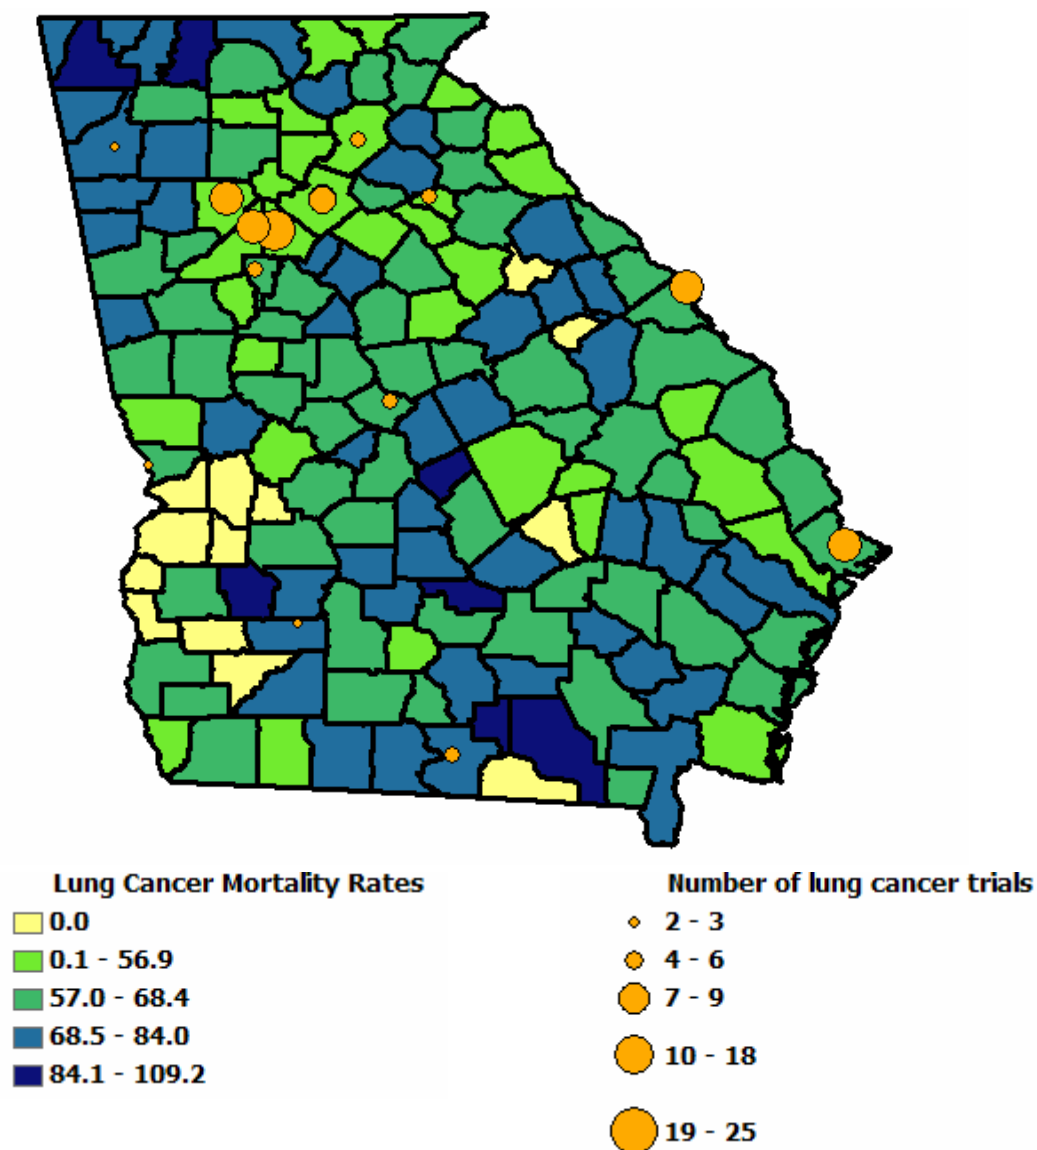 Lung Cancer Mortality Rates
0.0
0.1 - 56.9
57.0 - 68.4
68.5 - 84.0
84.1 - 109.2
Number of lung cancer trials
2 - 3
4 - 6
7 - 9
10 - 18
19 - 25